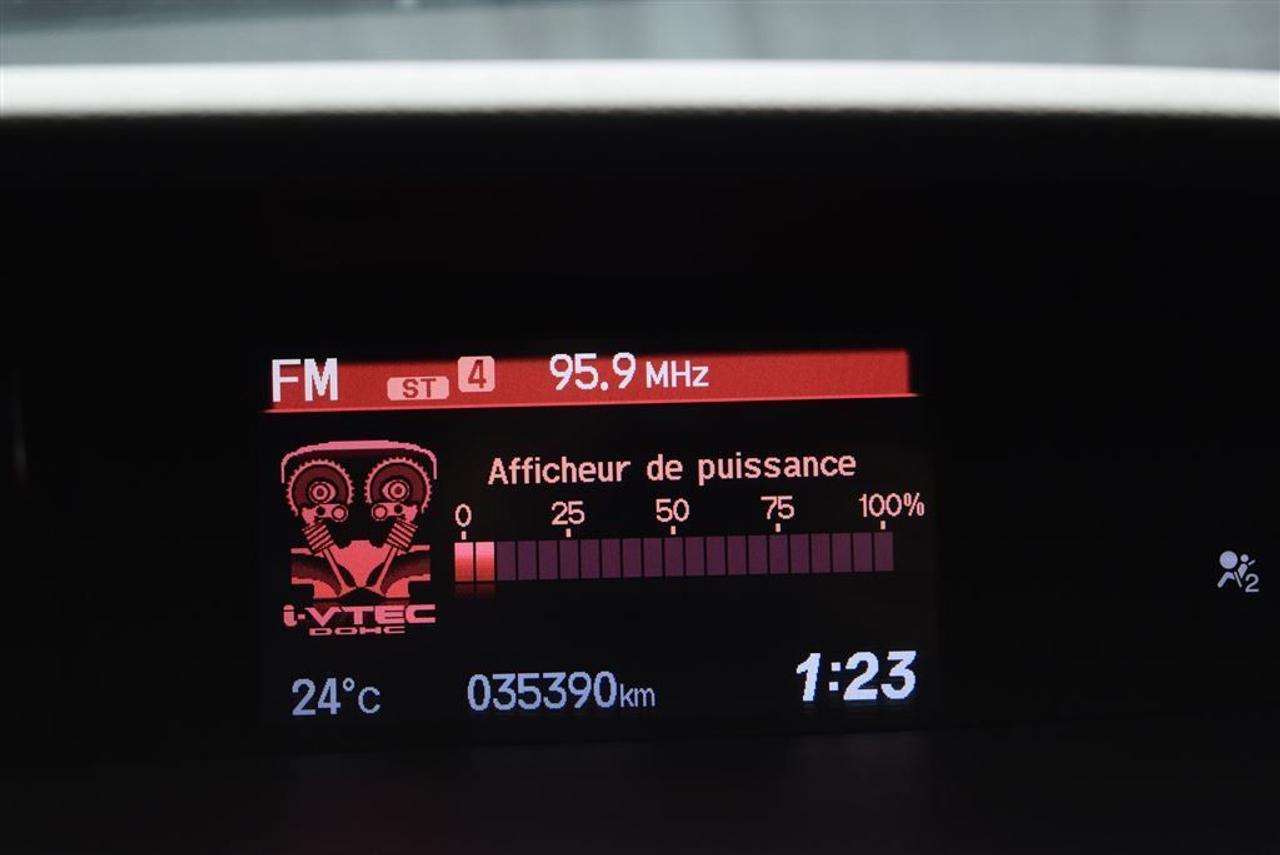 FM ST 4 95.9 MHz
Afficheur de puissance
0 25 50 75 100%
i-VTEC
DOHC
24°C 035390km 1:23
2